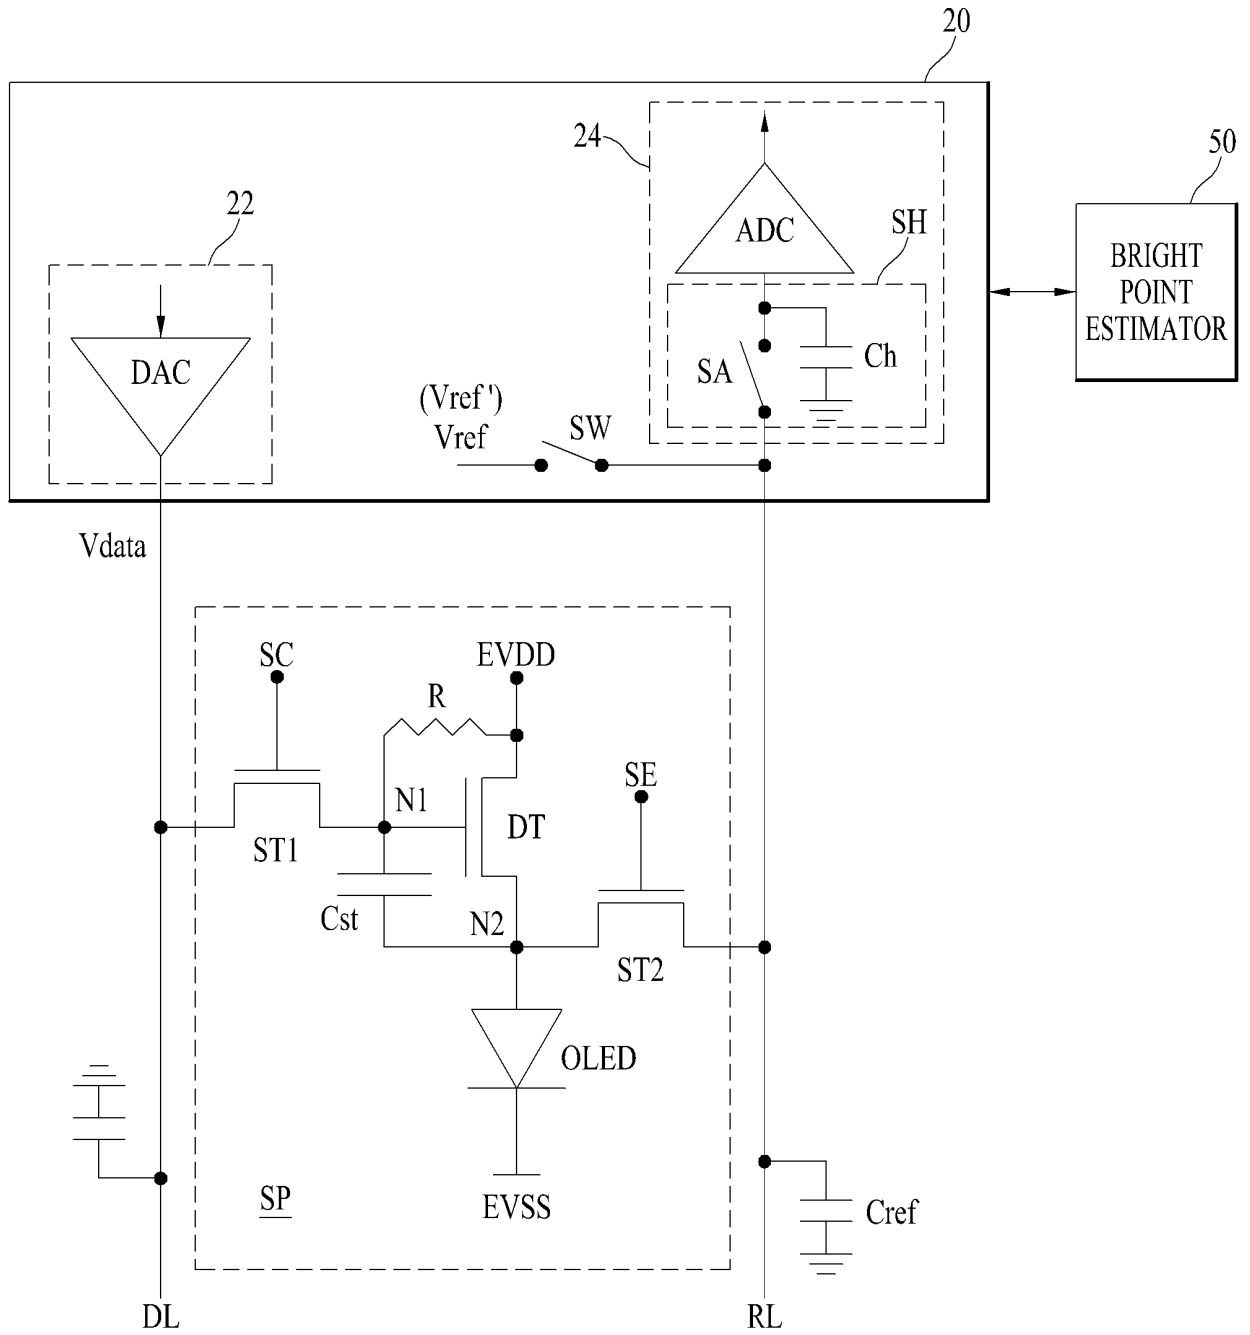 20
24
50
22
SH
ADC
BRIGHT
POINT
ESTIMATOR
DAC
SA
Ch
(Vref')
Vref
SW
Vdata
SC
EVDD
R
SE
N1
DT
ST1
Cst
N2
ST2
OLED
SP
EVSS
Cref
DL
RL